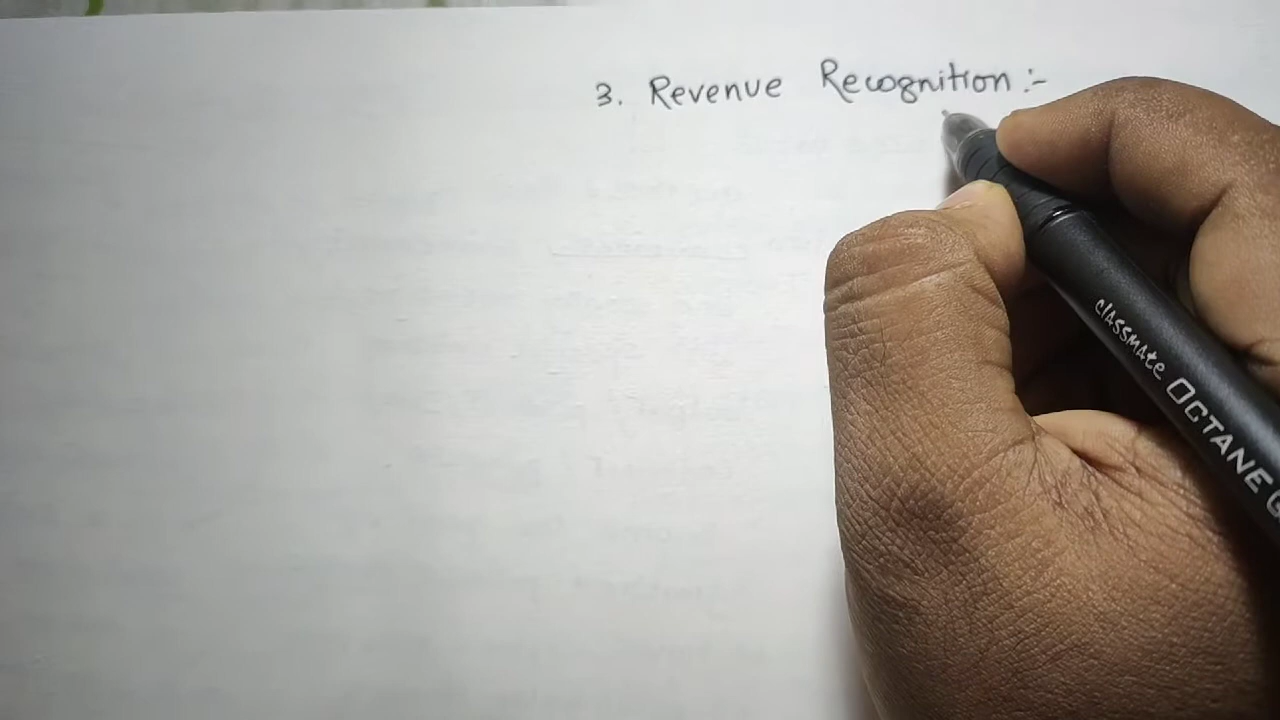 3. Revenue Recognition :-
classmate OCTANE